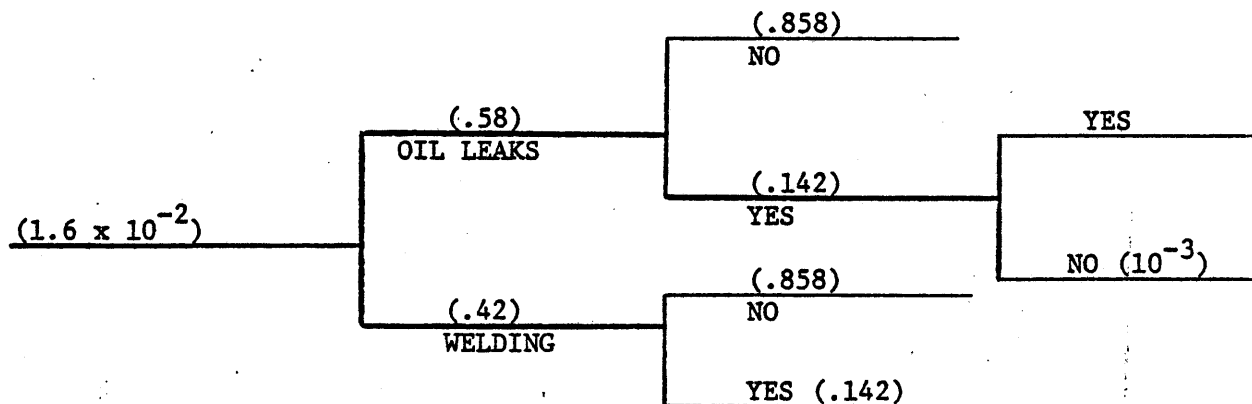 (.858)
NO
(.58)
OIL LEAKS
YES
(.142)
YES
(1.6 x 10⁻²)
NO (10⁻³)
(.858)
NO
(.42)
WELDING
YES (.142)